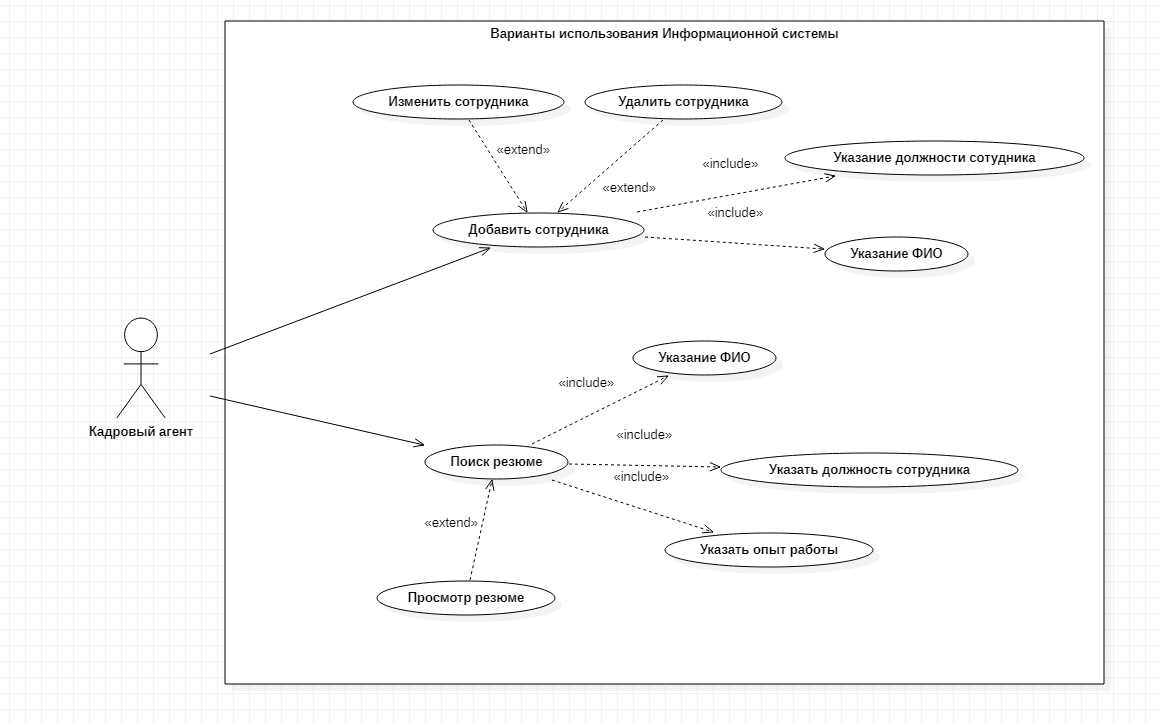 Варианты использования Информационной системы
Изменить сотрудника
Удалить сотрудника
«extend»
«include»
Указание должности сотудника
«extend»
«include»
Добавить сотрудника
Указание ФИО
Указание ФИО
«include»
Кадровый агент
«include»
Поиск резюме
Указать должность сотрудника
«include»
«extend»
Указать опыт работы
Просмотр резюме